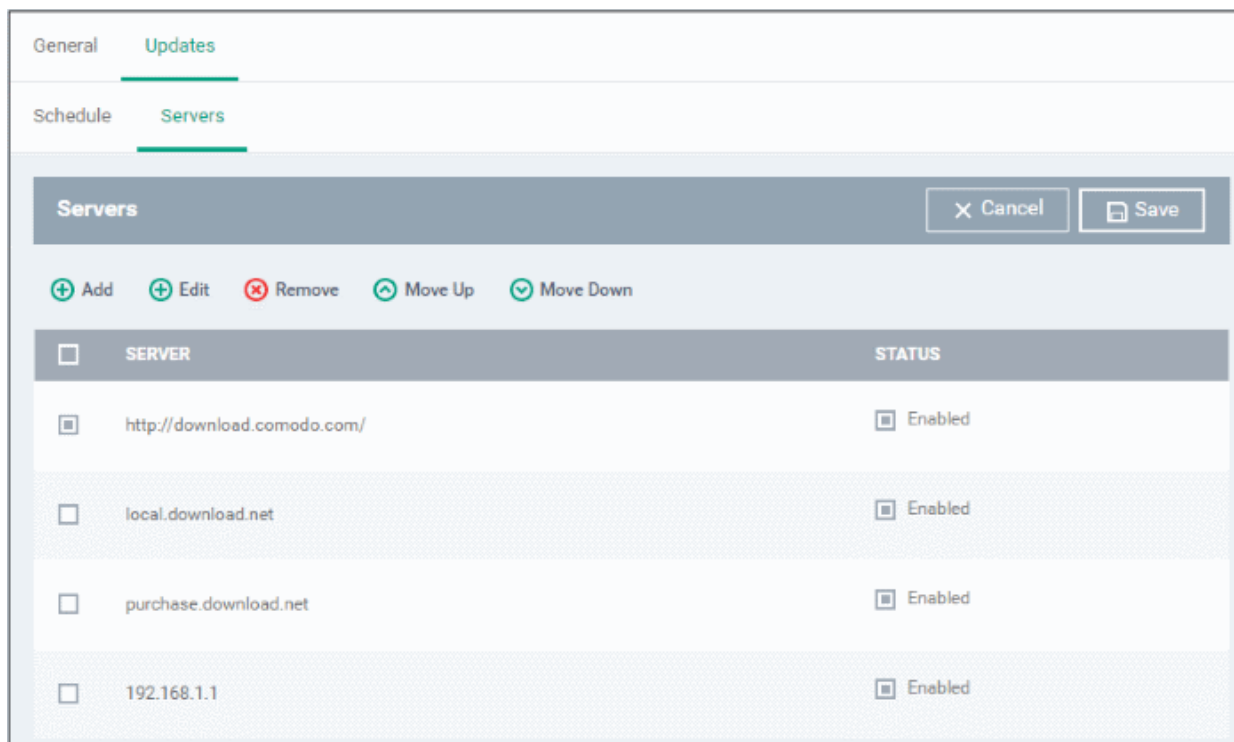 General Updates
Schedule Servers
Servers Cancel Save
Add Edit Remove Move Up Move Down
SERVER STATUS
http://download.comodo.com/ Enabled
local.download.net Enabled
purchase.download.net Enabled
192.168.1.1 Enabled